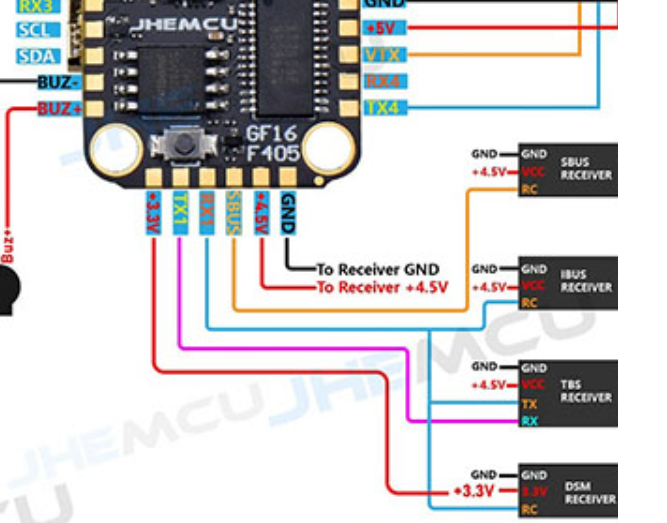 RX3
GND
SCL
JHEMCU
+5V
SDA
VTX
BUZ-
RX4
BUZ+
TX4
GF16
F405
+3.3V
TX1
RX1
SBUS
+4.5V
GND
Buz+
To Receiver GND
To Receiver +4.5V
GND
GND
+4.5V
VCC
RC
SBUS
RECEIVER
GND
GND
+4.5V
VCC
RC
IBUS
RECEIVER
GND
GND
+4.5V
VCC
TX
RX
TBS
RECEIVER
GND
GND
+3.3V
3.3V
RC
DSM
RECEIVER
JHEMCU
JHEMCU